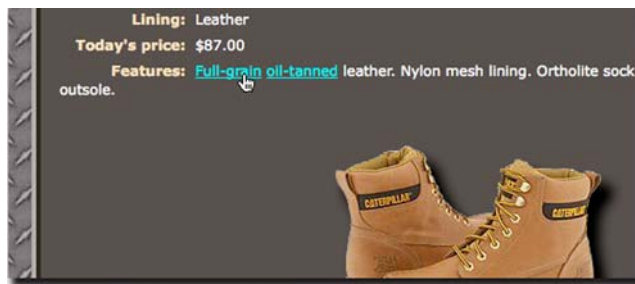 Lining: Leather
Today's price: $87.00
Features: Full-grain oil-tanned leather. Nylon mesh lining. Ortholite sock
outsole.
CATERPILLAR
CATERPILLAR